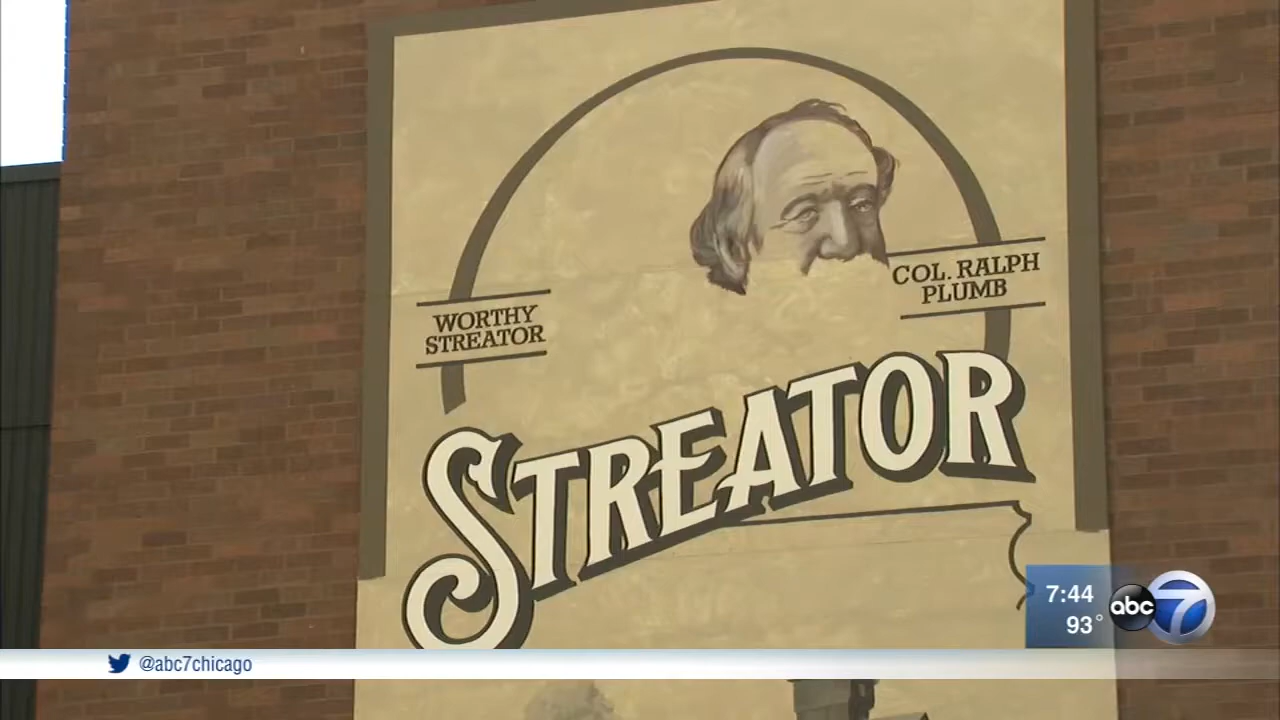 COL. RALPH
PLUMB
WORTHY
STREATOR
STREATOR
7:44
93°
abc 7
@abc7chicago